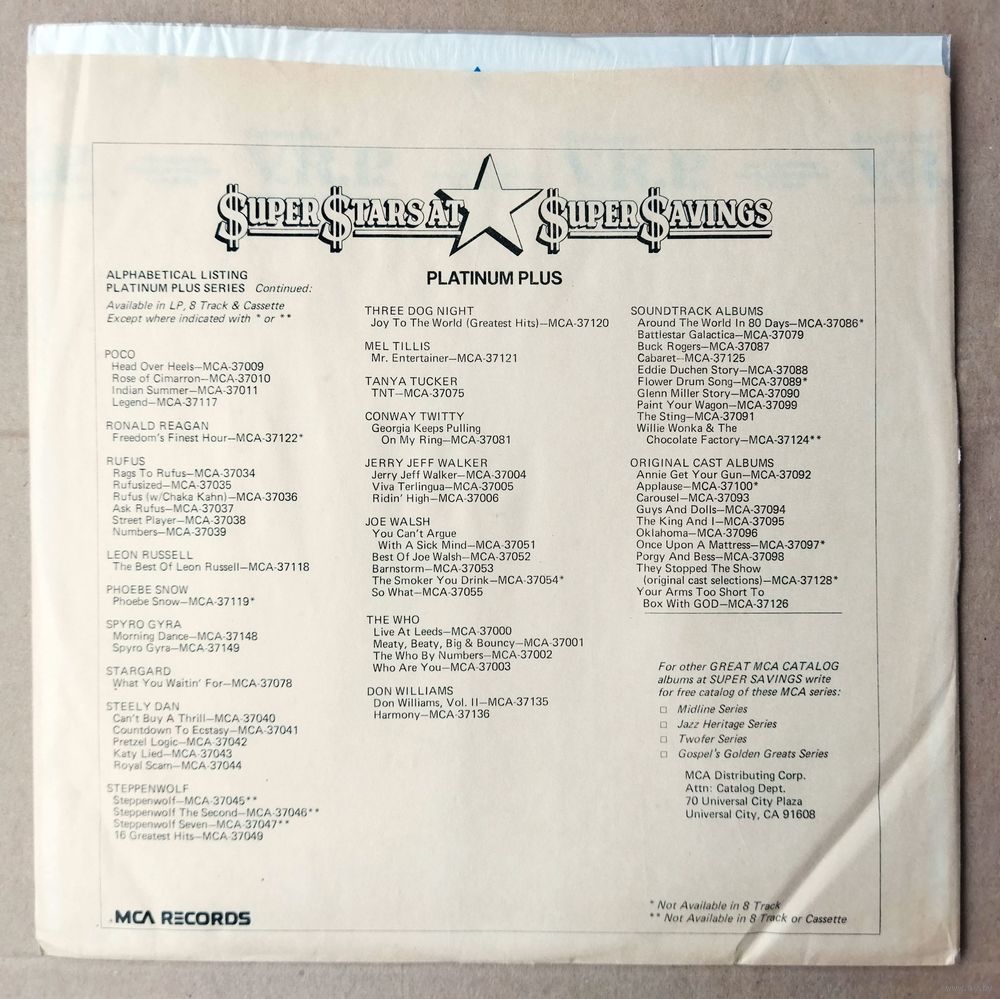 $UPER $TARS AT $UPER $AVINGS
PLATINUM PLUS
ALPHABETICAL LISTING
PLATINUM PLUS SERIES Continued:
Available in LP, 8 Track & Cassette
Except where indicated with * or **
POCO
Head Over Heels—MCA-37009
Rose of Cimarron—MCA-37010
Indian Summer—MCA-37011
Legend—MCA-37117
RONALD REAGAN
Freedom's Finest Hour—MCA-37122*
RUFUS
Rags To Rufus—MCA-37034
Rufusized—MCA-37035
Rufus (w/Chaka Kahn)—MCA-37036
Ask Rufus—MCA-37037
Street Player—MCA-37038
Numbers—MCA-37039
LEON RUSSELL
The Best Of Leon Russell—MCA-37118
PHOEBE SNOW
Phoebe Snow—MCA-37119*
SPYRO GYRA
Morning Dance—MCA-37148
Spyro Gyra—MCA-37149
STARGARD
What You Waitin' For—MCA-37078
STEELY DAN
Can't Buy A Thrill—MCA-37040
Countdown To Ecstasy—MCA-37041
Pretzel Logic—MCA-37042
Katy Lied—MCA-37043
Royal Scam—MCA-37044
STEPPENWOLF
Steppenwolf—MCA-37045**
Steppenwolf The Second—MCA-37046**
Steppenwolf Seven—MCA-37047**
16 Greatest Hits—MCA-37049
THREE DOG NIGHT
Joy To The World (Greatest Hits)—MCA-37120
MEL TILLIS
Mr. Entertainer—MCA-37121
TANYA TUCKER
TNT—MCA-37075
CONWAY TWITTY
Georgia Keeps Pulling
On My Ring—MCA-37081
JERRY JEFF WALKER
Jerry Jeff Walker—MCA-37004
Viva Terlingua—MCA-37005
Ridin' High—MCA-37006
JOE WALSH
You Can't Argue
With A Sick Mind—MCA-37051
Best Of Joe Walsh—MCA-37052
Barnstorm—MCA-37053
The Smoker You Drink—MCA-37054*
So What—MCA-37055
THE WHO
Live At Leeds—MCA-37000
Meaty, Beaty, Big & Bouncy—MCA-37001
The Who By Numbers—MCA-37002
Who Are You—MCA-37003
DON WILLIAMS
Don Williams, Vol. II—MCA-37135
Harmony—MCA-37136
SOUNDTRACK ALBUMS
Around The World In 80 Days—MCA-37086*
Battlestar Galactica—MCA-37079
Buck Rogers—MCA-37087
Cabaret—MCA-37125
Eddie Duchen Story—MCA-37088
Flower Drum Song—MCA-37089*
Glenn Miller Story—MCA-37090
Paint Your Wagon—MCA-37099
The Sting—MCA-37091
Willie Wonka & The
Chocolate Factory—MCA-37124**
ORIGINAL CAST ALBUMS
Annie Get Your Gun—MCA-37092
Applause—MCA-37100*
Carousel—MCA-37093
Guys And Dolls—MCA-37094
The King And I—MCA-37095
Oklahoma—MCA-37096
Once Upon A Mattress—MCA-37097*
Porgy And Bess—MCA-37098
They Stopped The Show
(original cast selections)—MCA-37128*
Your Arms Too Short To
Box With GOD—MCA-37126
For other GREAT MCA CATALOG
albums at SUPER SAVINGS write
for free catalog of these MCA series:
□ Midline Series
□ Jazz Heritage Series
□ Twofer Series
□ Gospel's Golden Greats Series
MCA Distributing Corp.
Attn: Catalog Dept.
70 Universal City Plaza
Universal City, CA 91608
MCA RECORDS
* Not Available in 8 Track
** Not Available in 8 Track or Cassette